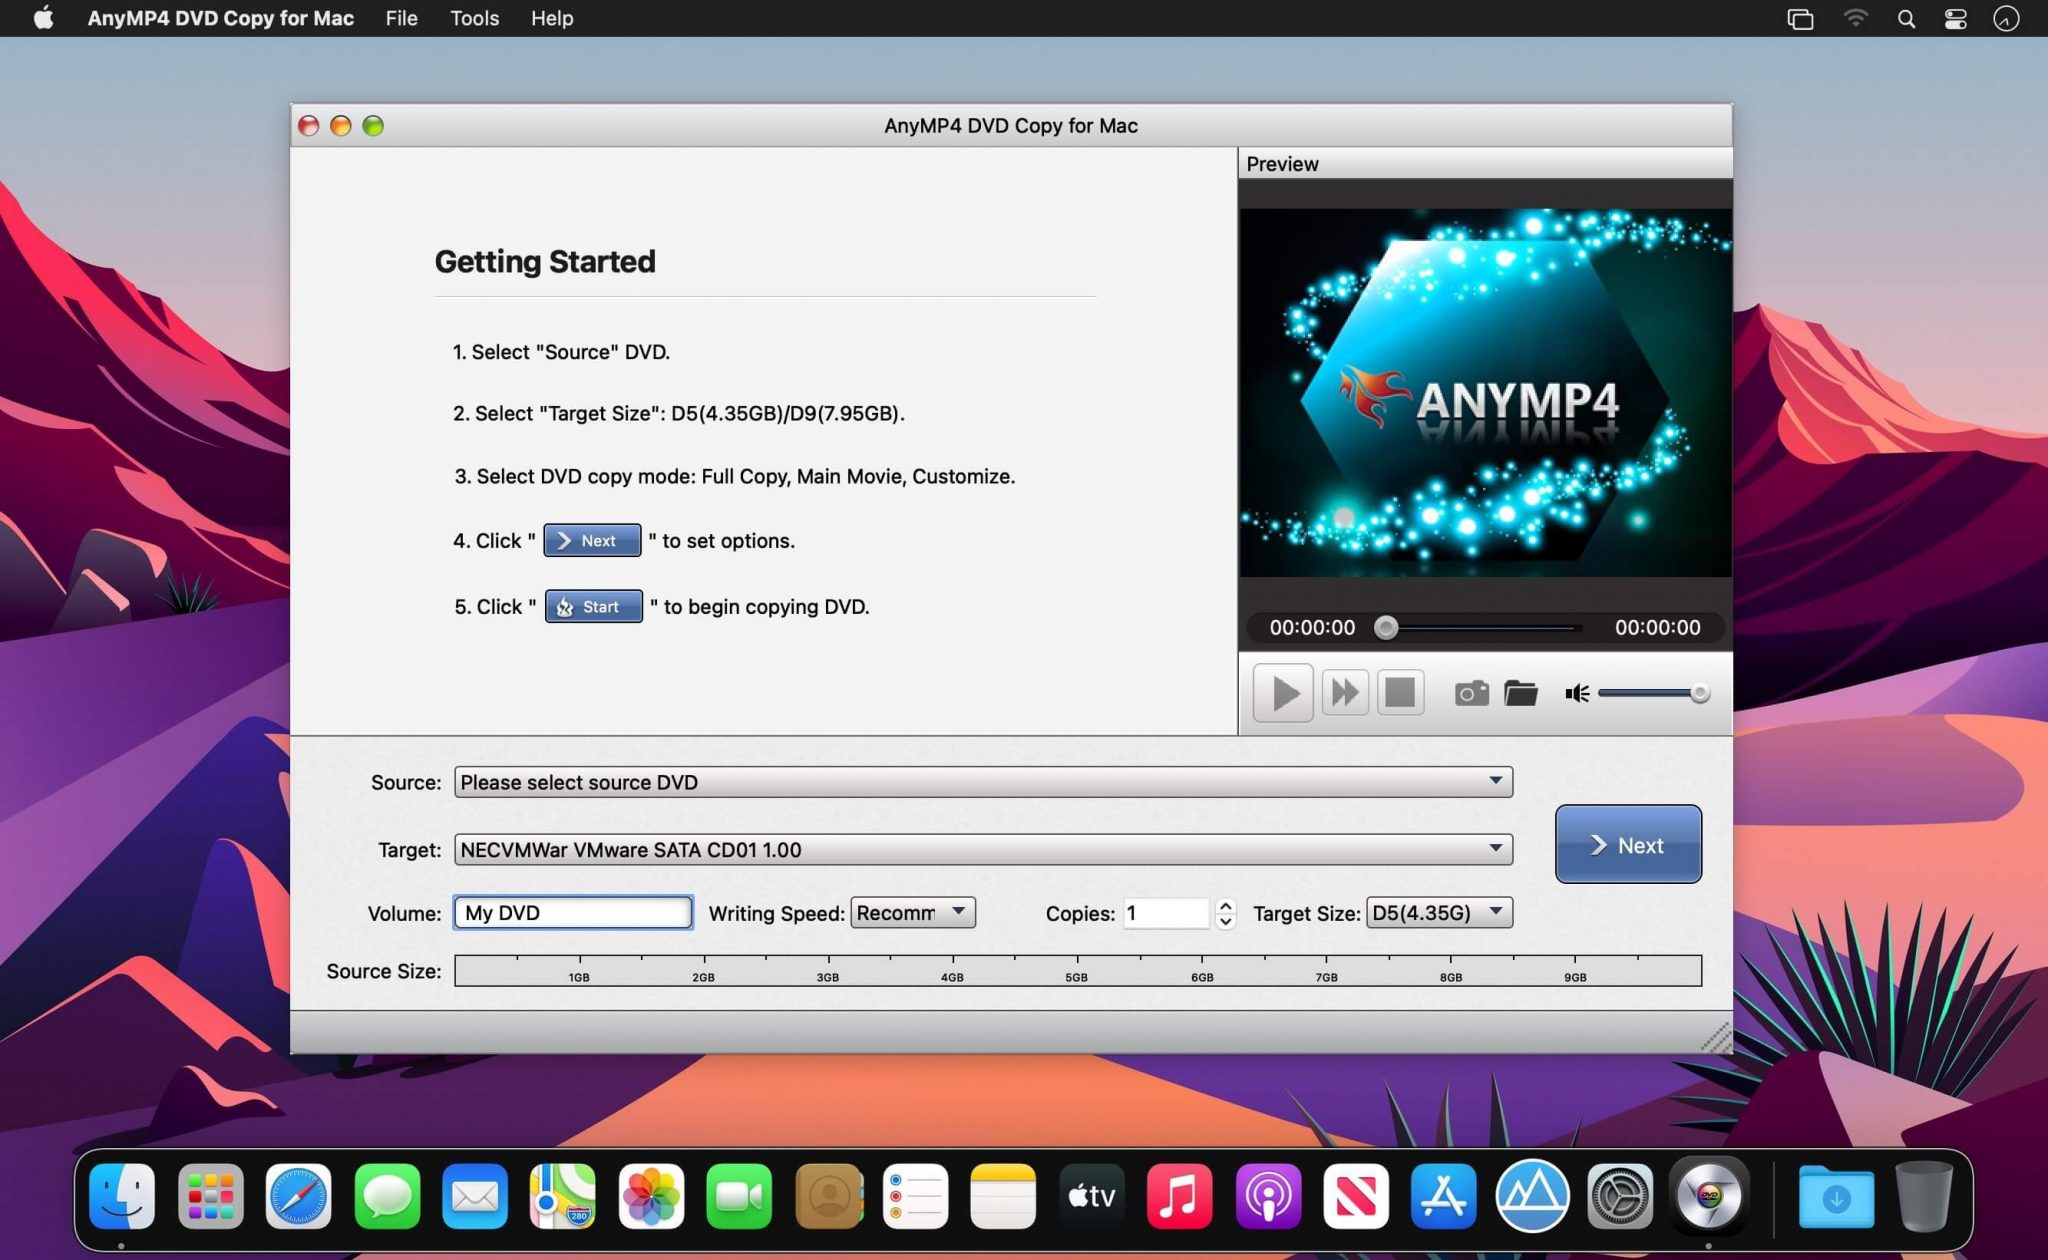 AnyMP4 DVD Copy for Mac File Tools Help
AnyMP4 DVD Copy for Mac
Preview
Getting Started
1. Select "Source" DVD.
2. Select "Target Size": D5(4.35GB)/D9(7.95GB).
3. Select DVD copy mode: Full Copy, Main Movie, Customize.
4. Click " Next " to set options.
5. Click " Start " to begin copying DVD.
ANYMP4
00:00:00 00:00:00
Source: Please select source DVD
Target: NECVMWar VMware SATA CD01 1.00
Next
Volume: My DVD Writing Speed: Recomm Copies: 1 Target Size: D5(4.35G)
Source Size: 1GB 2GB 3GB 4GB 5GB 6GB 7GB 8GB 9GB
280
tv
DVD